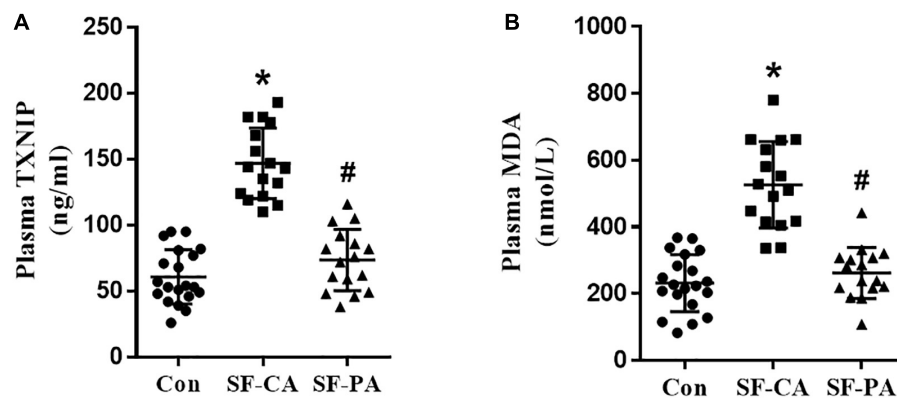 A
Plasma TXNIP
(ng/ml)
250
200
150
100
50
0
*
#
Con SF-CA SF-PA
B
Plasma MDA
(nmol/L)
1000
800
600
400
200
0
*
#
Con SF-CA SF-PA